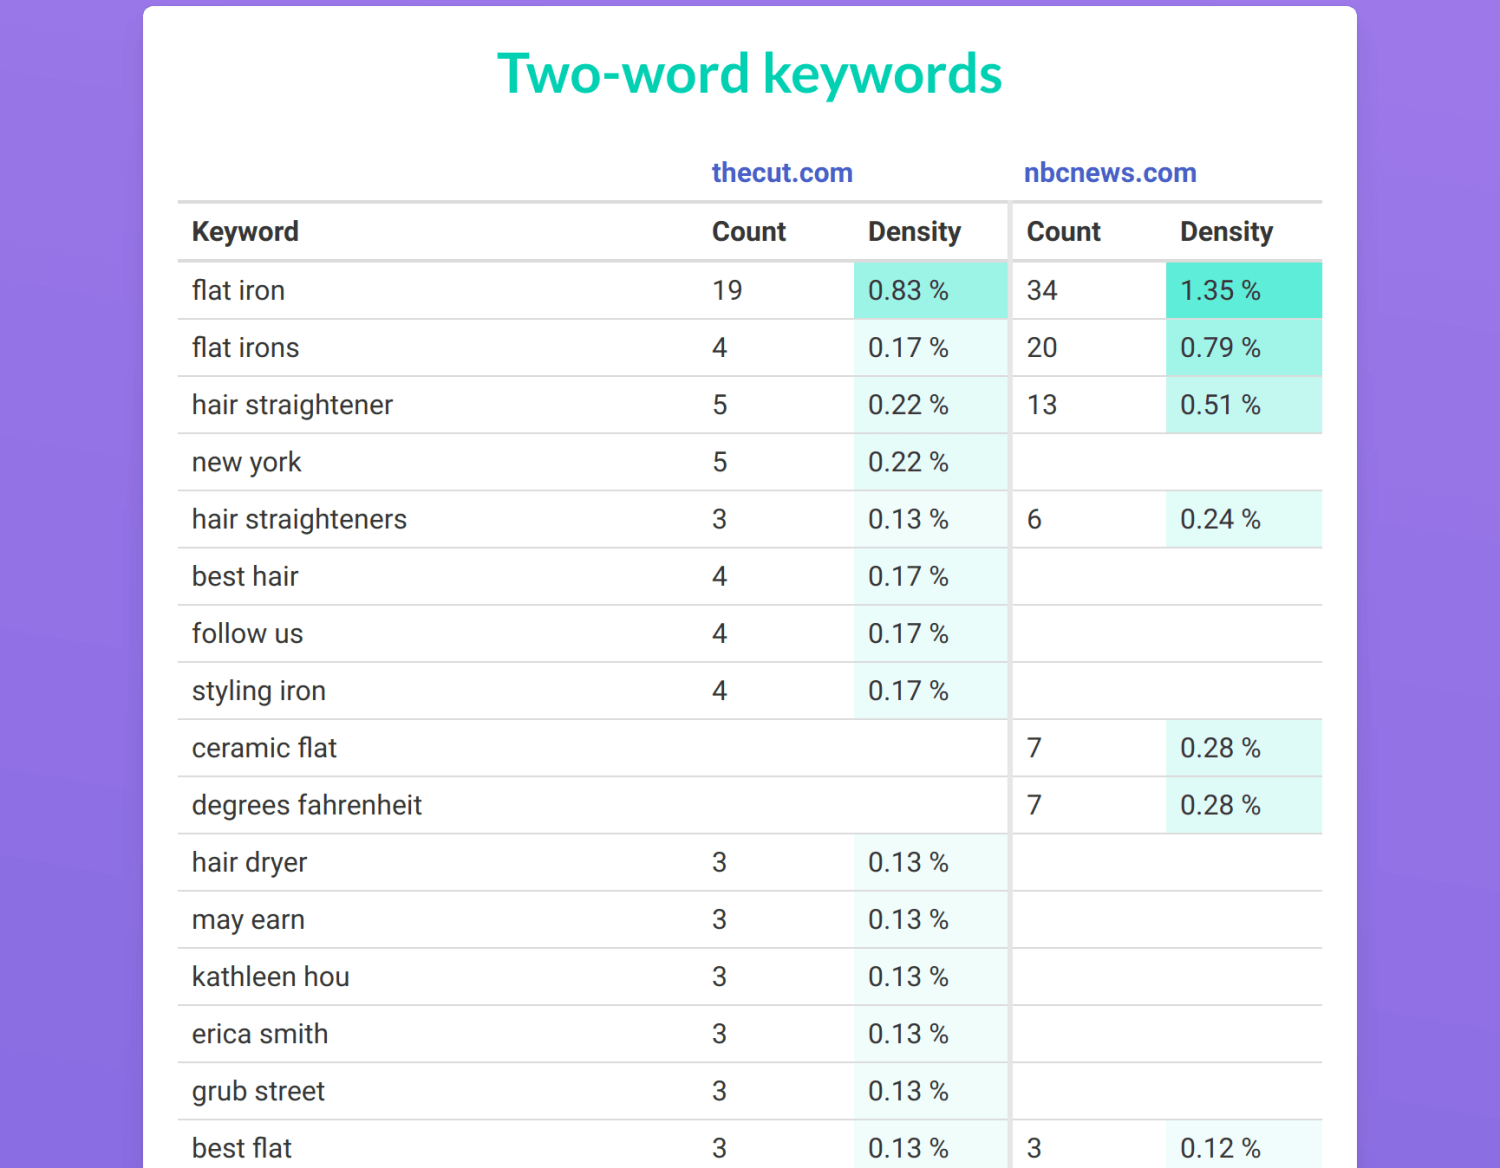 Two-word keywords
thecut.com nbcnews.com
Keyword Count Density Count Density
flat iron 19 0.83 % 34 1.35 %
flat irons 4 0.17 % 20 0.79 %
hair straightener 5 0.22 % 13 0.51 %
new york 5 0.22 %
hair straighteners 3 0.13 % 6 0.24 %
best hair 4 0.17 %
follow us 4 0.17 %
styling iron 4 0.17 %
ceramic flat 7 0.28 %
degrees fahrenheit 7 0.28 %
hair dryer 3 0.13 %
may earn 3 0.13 %
kathleen hou 3 0.13 %
erica smith 3 0.13 %
grub street 3 0.13 %
best flat 3 0.13 % 3 0.12 %